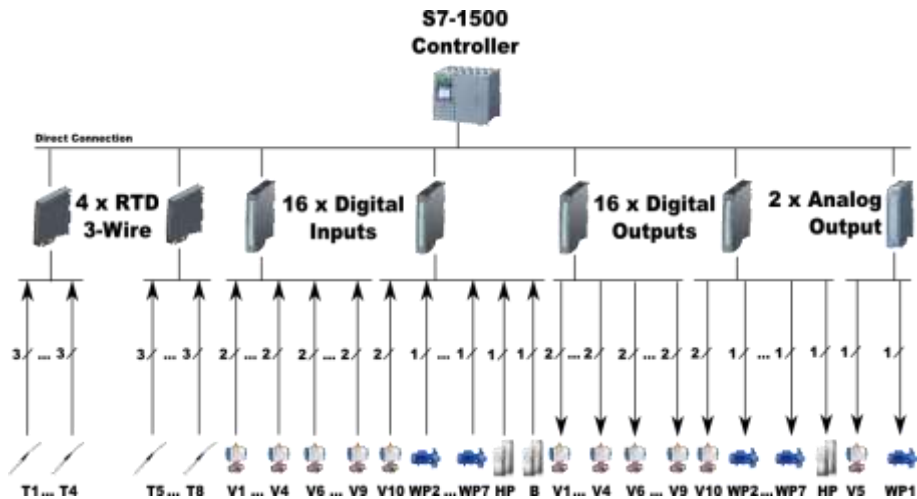 S7-1500
Controller
Direct Connection
4 x RTD
3-Wire
16 x Digital
Inputs
16 x Digital
Outputs
2 x Analog
Output
3 ... 3 3 ... 3 2 ... 2 2 ... 2 2 1 ... 1 1 1 2 ... 2 2 ... 2 2 1 ... 1 1 1 1
T1 ... T4 T5 ... T8 V1 ... V4 V6 ... V9 V10 WP2 ... WP7 HP B V1 ... V4 V6 ... V9 V10 WP2 ... WP7 HP V5 WP1